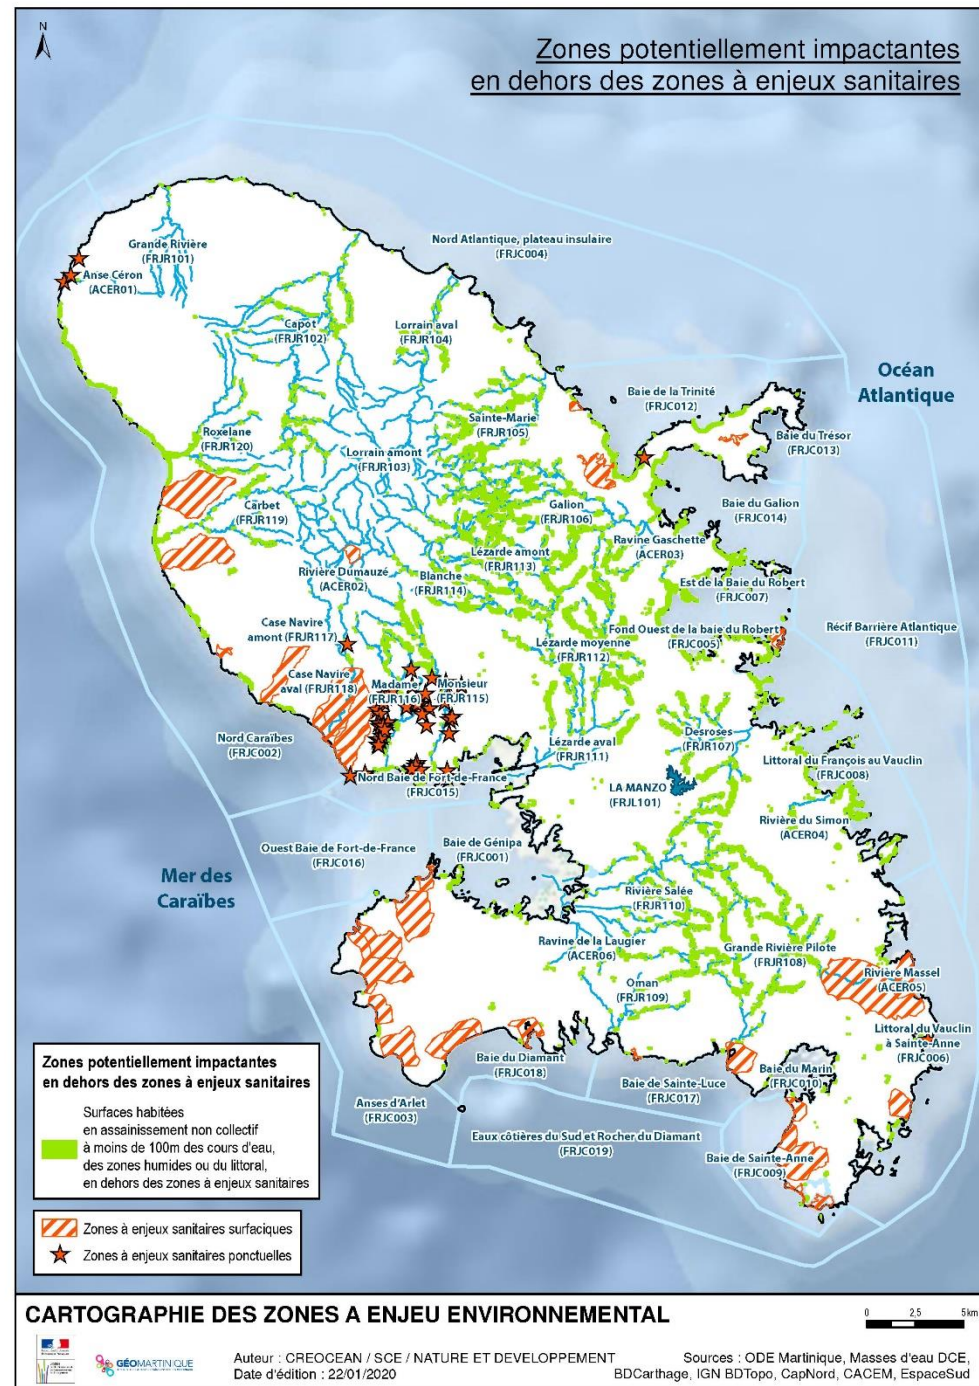 N
Zones potentiellement impactantes
en dehors des zones à enjeux sanitaires
Nord Atlantique, plateau insulaire
(FRJC004)
Grande Rivière
(FRJR101)
Anse Céron
(ACER01)
Capot
(FRJR102)
Lorrain aval
(FRJR104)
Océan
Atlantique
Baie de la Trinité
(FRJC012)
Sainte-Marie
(FRJR105)
Baie du Trésor
(FRJC013)
Roxelane
(FRJR120)
Lorrain amont
(FRJR103)
Baie du Galion
(FRJC014)
Carbet
(FRJR119)
Galion
(FRJR106)
Ravine Gaschette
(ACER03)
Lézarde amont
(FRJR113)
Rivière Dumauzé
(ACER02)
Blanche
(FRJR114)
Est de la Baie du Robert
(FRJC007)
Récif Barrière Atlantique
(FRJC011)
Fond Ouest de la baie du Robert
(FRJC005)
Case Navire
amont (FRJR117)
Lézarde moyenne
(FRJR112)
Case Navire
aval (FRJR118)
Madame
(FRJR116)
Monsieur
(FRJR115)
Nord Caraïbes
(FRJC002)
Desroses
(FRJR107)
Lézarde aval
(FRJR111)
Littoral du François au Vauclin
(FRJC008)
Nord Baie de Fort-de-France
(FRJC015)
LA MANZO
(FRJL101)
Rivière du Simon
(ACER04)
Ouest Baie de Fort-de-France
(FRJC016)
Baie de Génipa
(FRJC001)
Mer des
Caraïbes
Rivière Salée
(FRJR110)
Ravine de la Laugier
(ACER06)
Grande Rivière Pilote
(FRJR108)
Rivière Massel
(ACER05)
Oman
(FRJR109)
Littoral du Vauclin
à Sainte-Anne
(FRJC006)
Baie du Diamant
(FRJC018)
Baie du Marin
(FRJC010)
Baie de Sainte-Luce
(FRJC017)
Anses d'Arlet
(FRJC003)
Eaux côtières du Sud et Rocher du Diamant
(FRJC019)
Baie de Sainte-Anne
(FRJC009)
Zones potentiellement impactantes
en dehors des zones à enjeux sanitaires
Surfaces habitées
en assainissement non collectif
à moins de 100m des cours d'eau,
des zones humides ou du littoral,
en dehors des zones à enjeux sanitaires
Zones à enjeux sanitaires surfaciques
Zones à enjeux sanitaires ponctuelles
CARTOGRAPHIE DES ZONES A ENJEU ENVIRONNEMENTAL
0 2,5 5 km
GÉOMARTINIQUE
Auteur : CREOCEAN / SCE / NATURE ET DEVELOPPEMENT
Date d'édition : 22/01/2020
Sources : ODE Martinique, Masses d'eau DCE,
BDCarthage, IGN BDTopo, CapNord, CACEM, EspaceSud